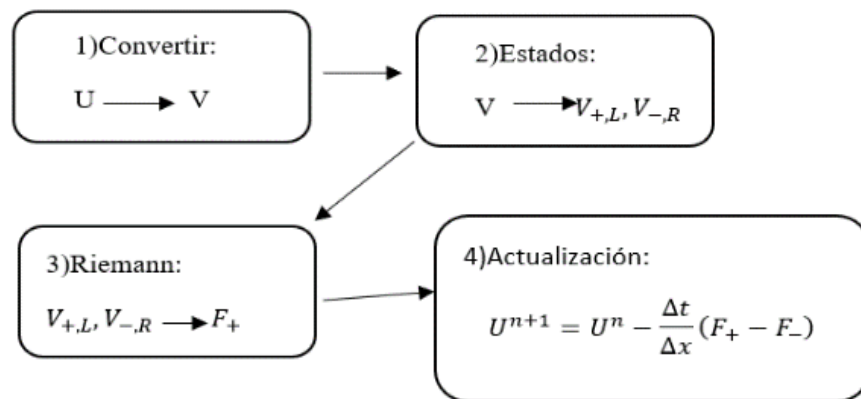 1)Convertir:
U ⟶ V
2)Estados:
V ⟶ V₊,L, V₋,R
3)Riemann:
V₊,L, V₋,R ⟶ F₊
4)Actualización:
Uⁿ⁺¹ = Uⁿ − Δt/Δx (F₊ − F₋)